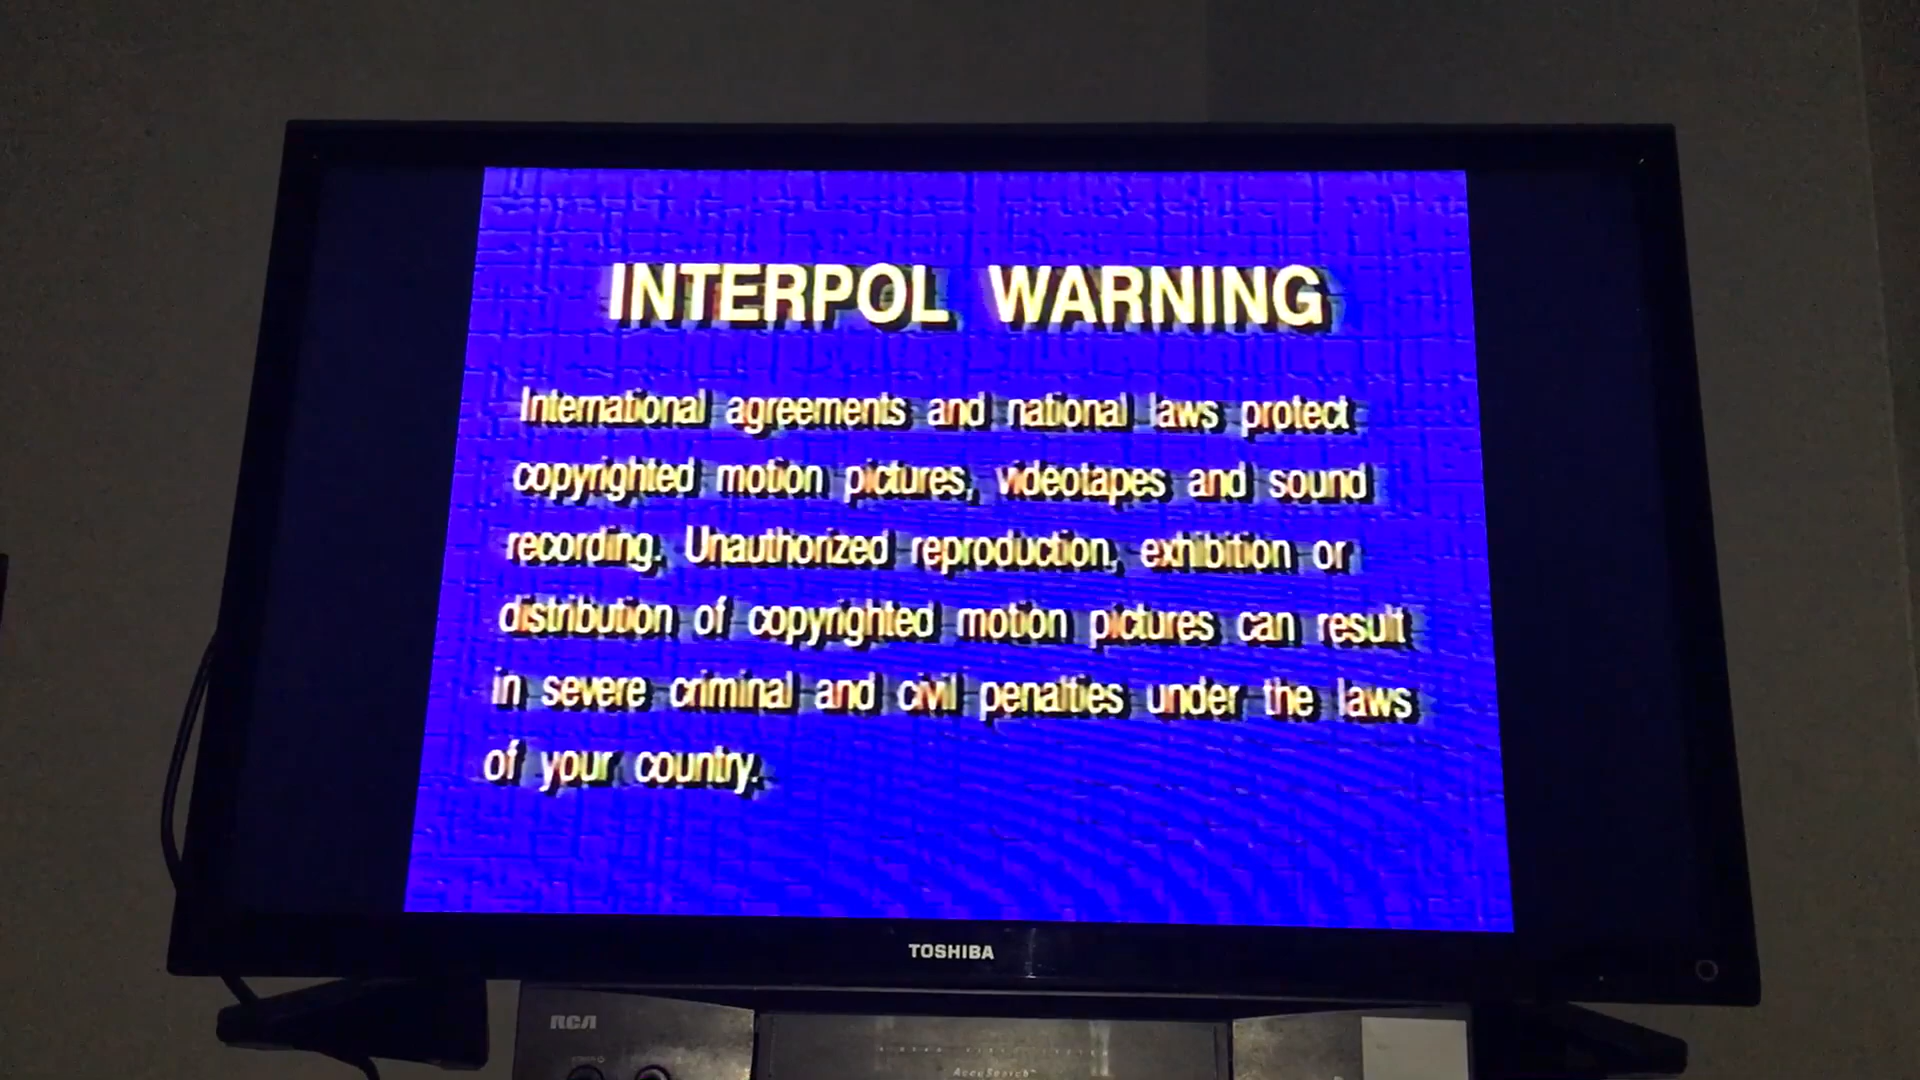 INTERPOL WARNING
International agreements and national laws protect
copyrighted motion pictures, videotapes and sound
recording. Unauthorized reproduction, exhibition or
distribution of copyrighted motion pictures can result
in severe criminal and civil penalties under the laws
of your country.
TOSHIBA
RCA
AccuSearch